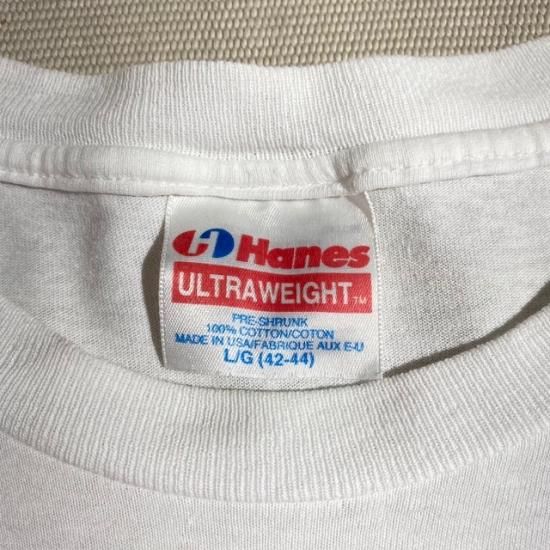 Hanes
ULTRAWEIGHT™
PRE-SHRUNK
100% COTTON/COTON
MADE IN USA/FABRIQUE AUX E-U
L/G (42-44)